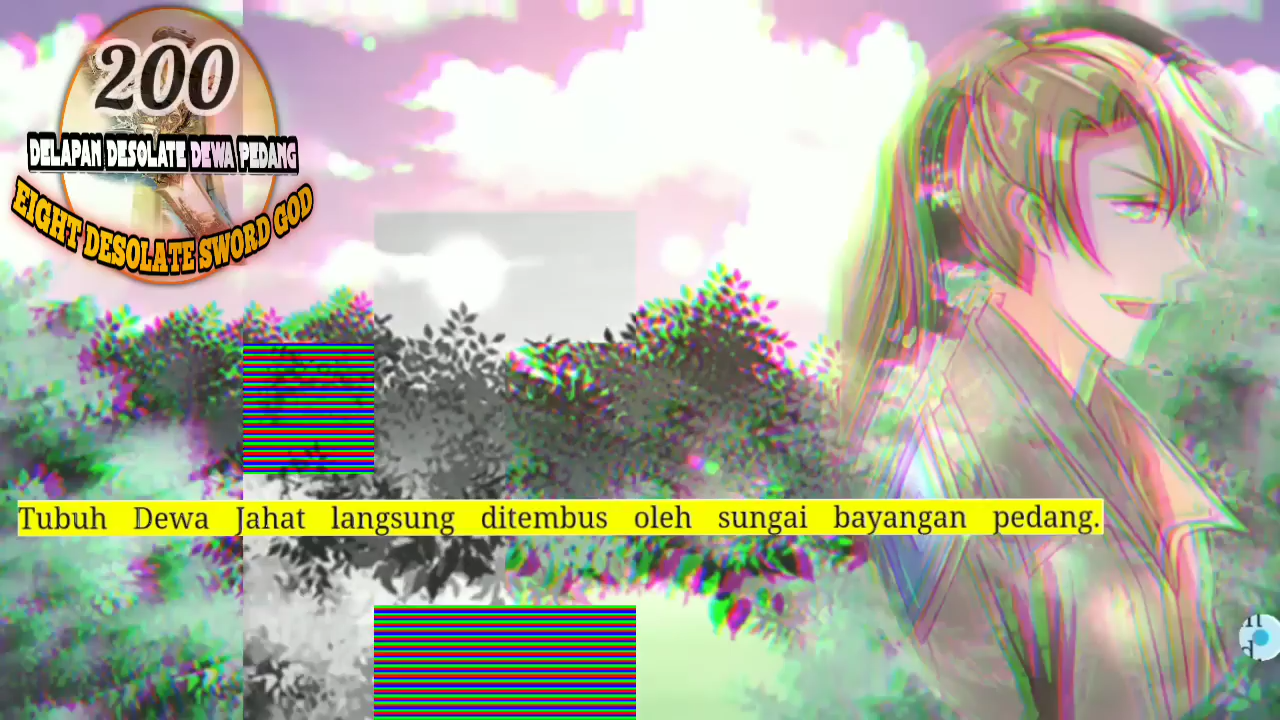 200
DELAPAN DESOLATE DEWA PEDANG
EIGHT DESOLATE SWORD GOD
Tubuh Dewa Jahat langsung ditembus oleh sungai bayangan pedang.